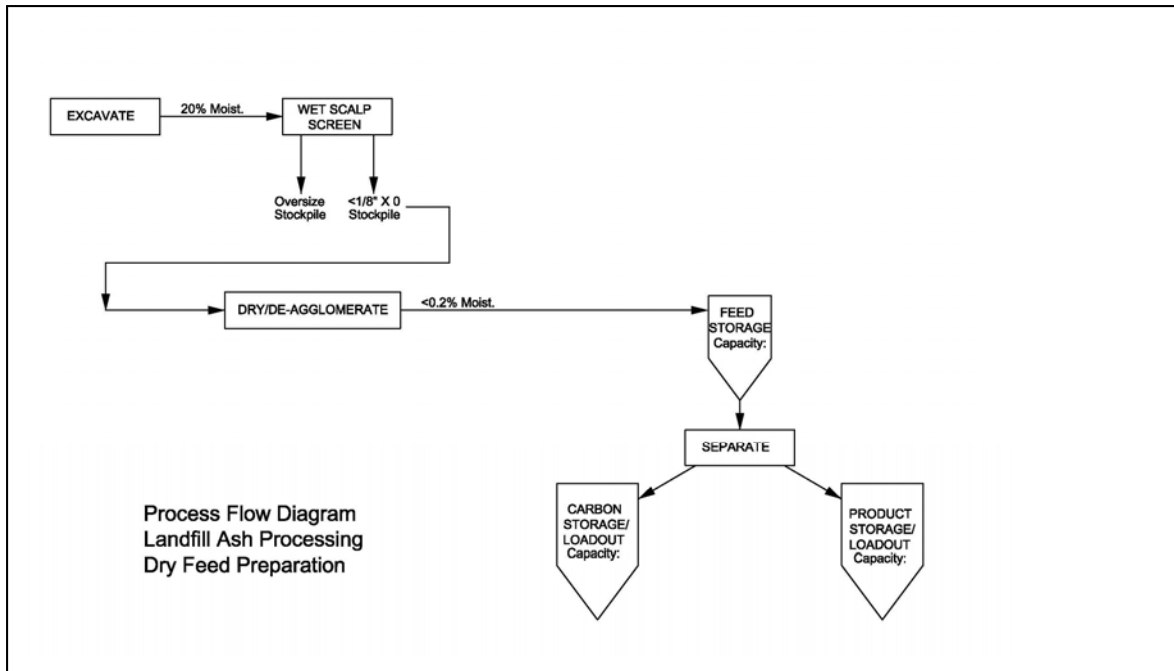 EXCAVATE
20% Moist.
WET SCALP
SCREEN
Oversize
Stockpile
<1/8" X 0
Stockpile
DRY/DE-AGGLOMERATE
<0.2% Moist.
FEED
STORAGE
Capacity:
SEPARATE
CARBON
STORAGE/
LOADOUT
Capacity:
PRODUCT
STORAGE/
LOADOUT
Capacity:
Process Flow Diagram
Landfill Ash Processing
Dry Feed Preparation